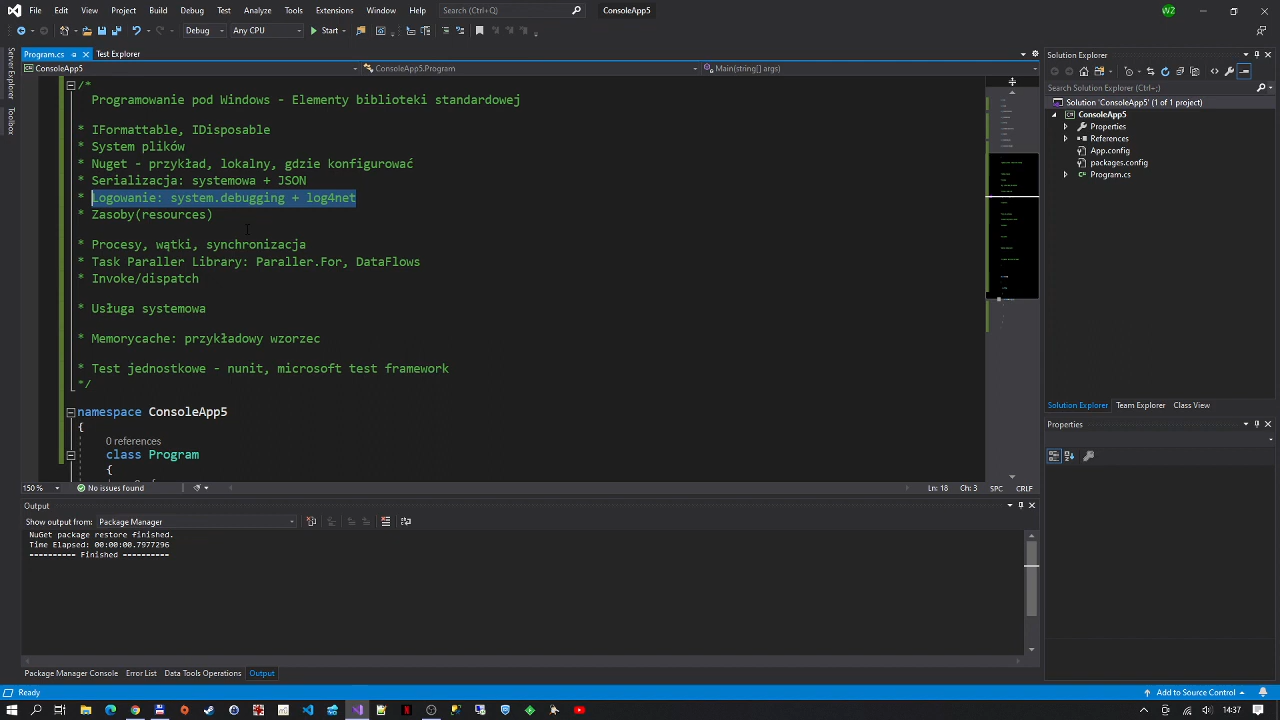 File Edit View Project Build Debug Test Analyze Tools Extensions Window Help Search (Ctrl+Q) ConsoleApp5 WZ
Debug Any CPU Start
Server Explorer
Toolbox
Program.cs Test Explorer
ConsoleApp5 ConsoleApp5.Program Main(string[] args)
/*
Programowanie pod Windows - Elementy biblioteki standardowej
* IFormattable, IDisposable
* System plików
* Nuget - przykład, lokalny, gdzie konfigurować
* Serializacja: systemowa + JSON
* Logowanie: system debugging + log4net
* Zasoby(resources)
* Procesy, wątki, synchronizacja
* Task Paraller Library: Paraller.For, DataFlows
* Invoke/dispatch
* Usługa systemowa
* Memorycache: przykładowy wzorzec
* Test jednostkowe - nunit, microsoft test framework
*/
namespace ConsoleApp5
{
0 references
class Program
{
150 % No issues found Ln: 18 Ch: 3 SPC CRLF
Output
Show output from: Package Manager
NuGet package restore finished.
Time Elapsed: 00:00:00.7977296
========== Finished ==========
Package Manager Console Error List Data Tools Operations Output
Solution Explorer
Search Solution Explorer (Ctrl+;)
Solution 'ConsoleApp5' (1 of 1 project)
ConsoleApp5
Properties
References
App.config
packages.config
Program.cs
Solution Explorer Team Explorer Class View
Properties
Ready Add to Source Control
14:37